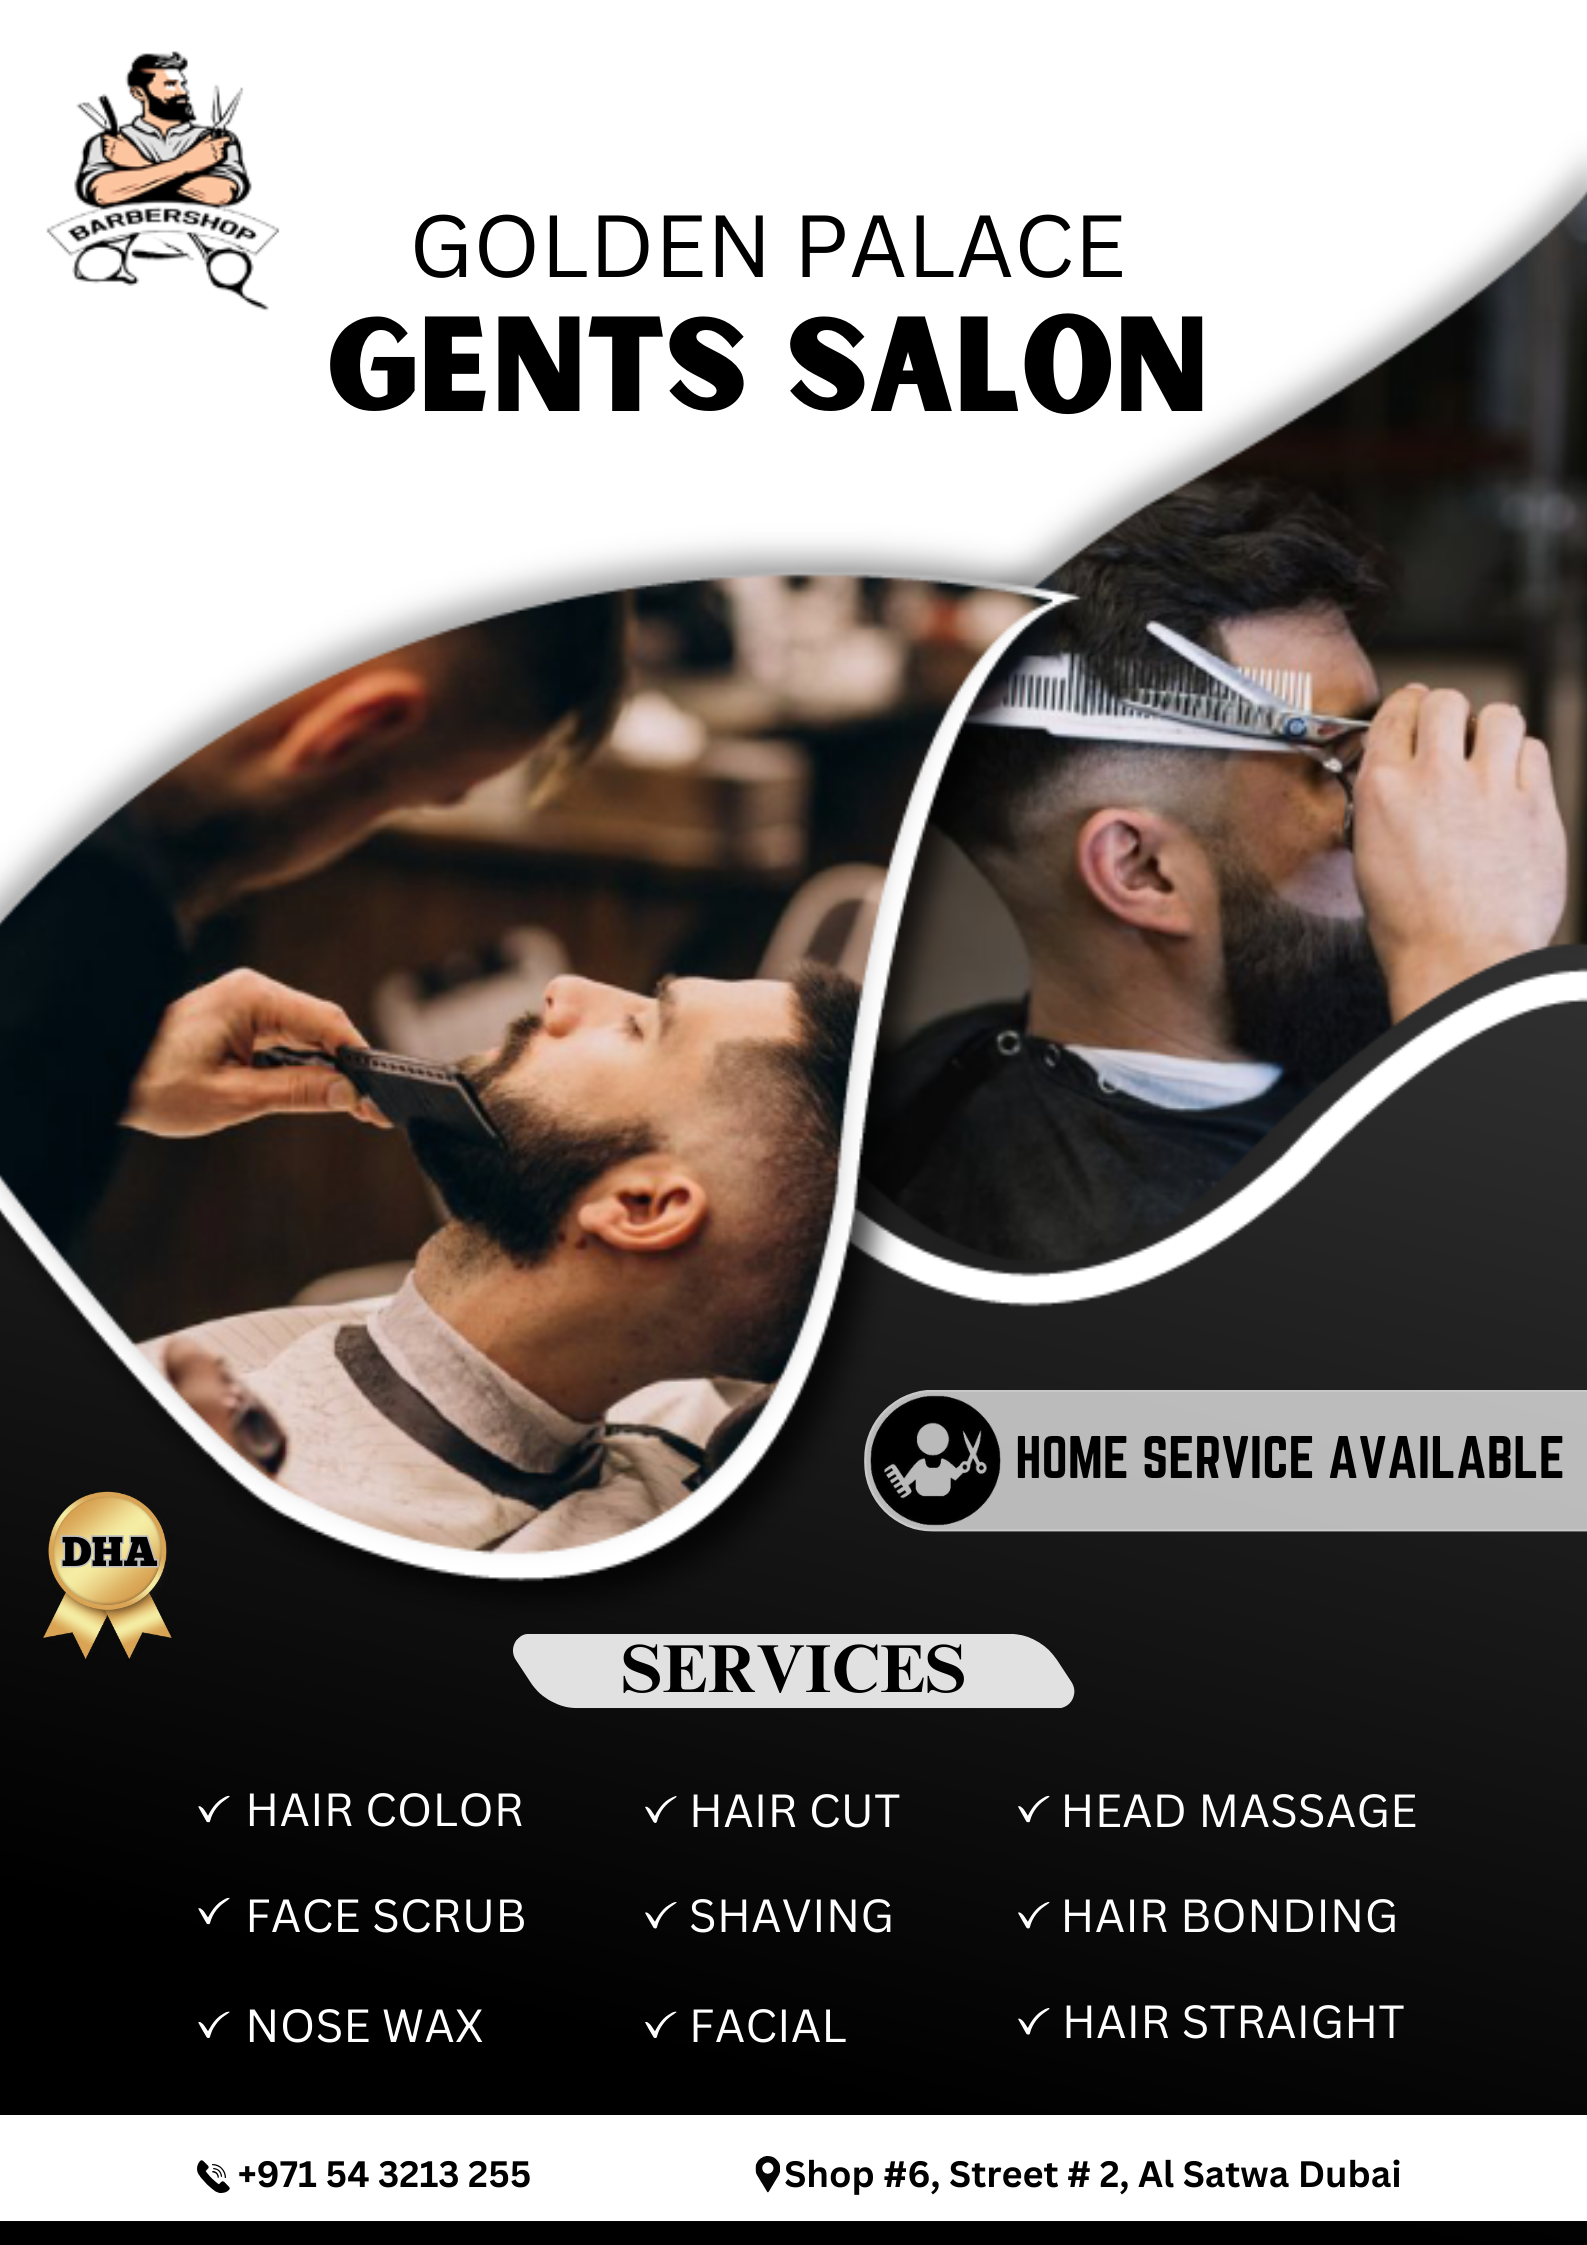 BARBERSHOP
GOLDEN PALACE
GENTS SALON
HOME SERVICE AVAILABLE
DHA
SERVICES
HAIR COLOR
HAIR CUT
HEAD MASSAGE
FACE SCRUB
SHAVING
HAIR BONDING
NOSE WAX
FACIAL
HAIR STRAIGHT
+971 54 3213 255
Shop #6, Street # 2, Al Satwa Dubai